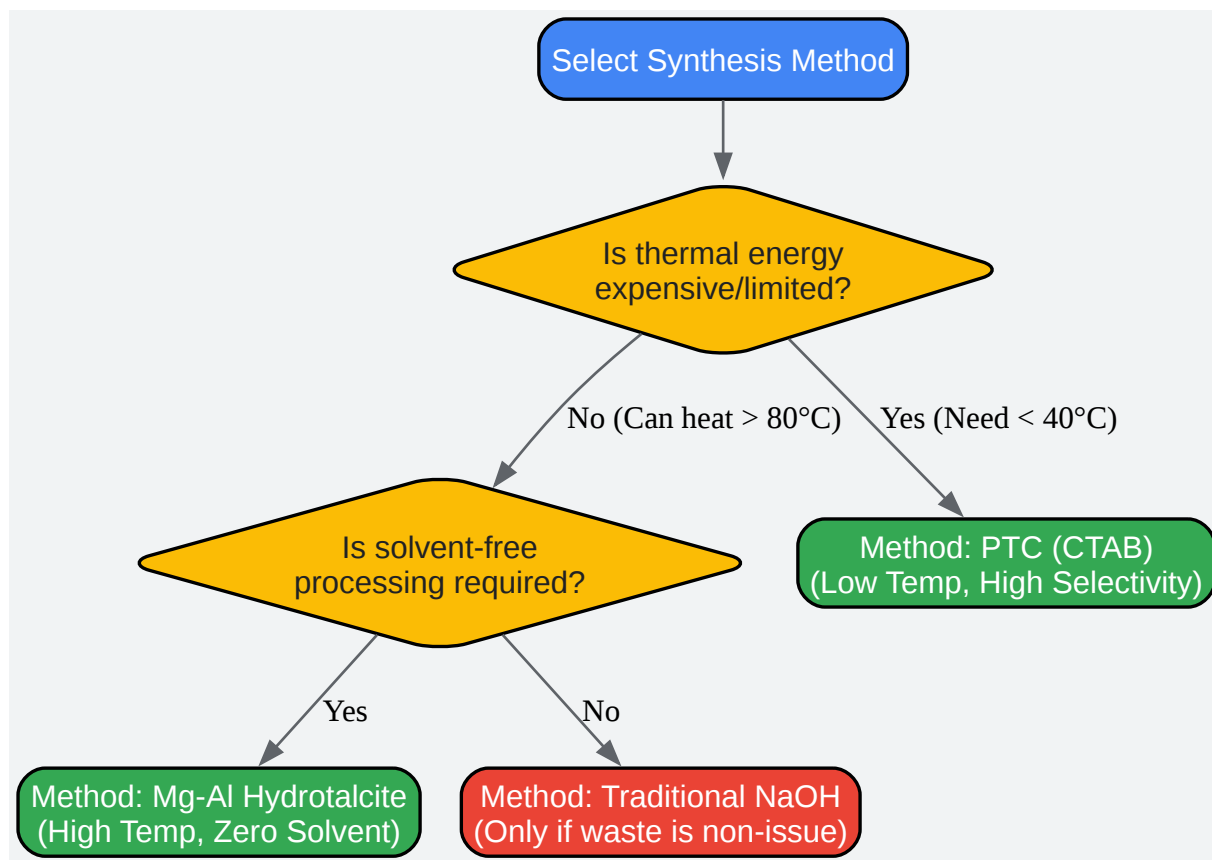 Select Synthesis Method
Is thermal energy
expensive/limited?
No (Can heat > 80°C)
Yes (Need < 40°C)
Is solvent-free
processing required?
Method: PTC (CTAB)
(Low Temp, High Selectivity)
Yes
No
Method: Mg-Al Hydrotalcite
(High Temp, Zero Solvent)
Method: Traditional NaOH
(Only if waste is non-issue)